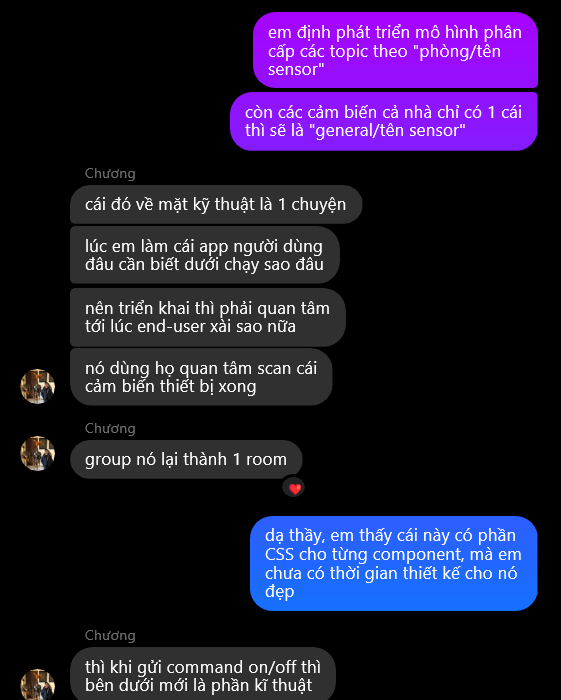 em định phát triển mô hình phân
cấp các topic theo "phòng/tên
sensor"
còn các cảm biến cả nhà chỉ có 1 cái
thì sẽ là "general/tên sensor"
Chương
cái đó về mặt kỹ thuật là 1 chuyện
lúc em làm cái app người dùng
đâu cần biết dưới chạy sao đâu
nên triển khai thì phải quan tâm
tới lúc end-user xài sao nữa
nó dùng họ quan tâm scan cái
cảm biến thiết bị xong
Chương
group nó lại thành 1 room
dạ thầy, em thấy cái này có phần
CSS cho từng component, mà em
chưa có thời gian thiết kế cho nó
đẹp
Chương
thì khi gửi command on/off thì
bên dưới mới là phần kĩ thuật